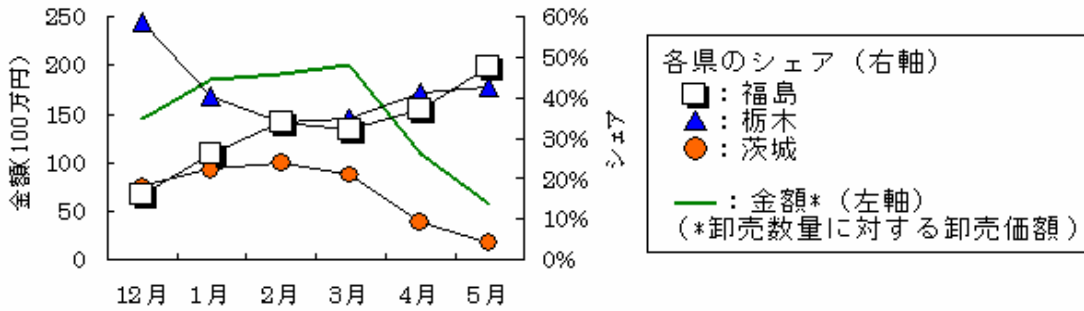 金額(100万円)
250
200
150
100
50
0
12月 1月 2月 3月 4月 5月
60%
50%
40%
30%
20%
10%
0%
シェア
各県のシェア（右軸）
：福島
：栃木
：茨城
：金額*（左軸）
（*卸売数量に対する卸売価額）